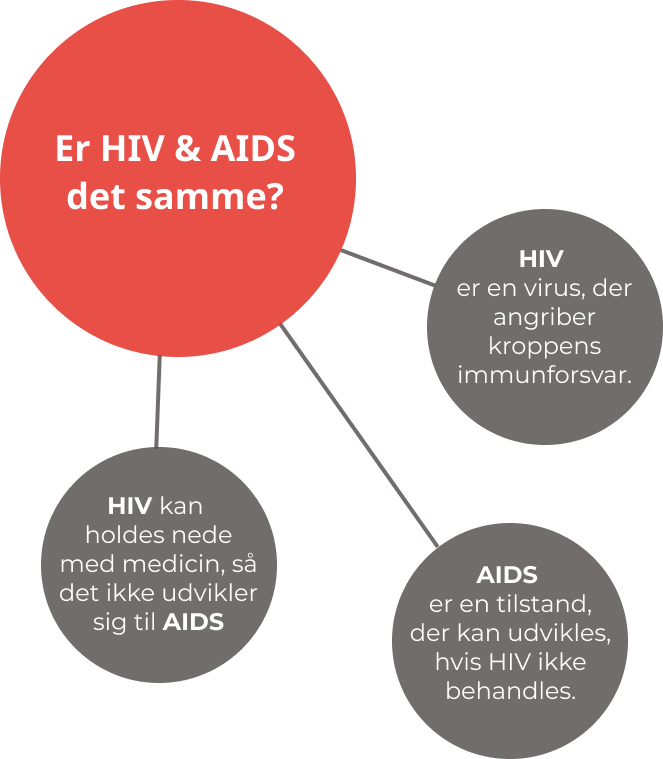 Er HIV & AIDS
det samme?
HIV
er en virus, der
angriber
kroppens
immunforsvar.
HIV kan
holdes nede
med medicin, så
det ikke udvikler
sig til AIDS
AIDS
er en tilstand,
der kan udvikles,
hvis HIV ikke
behandles.